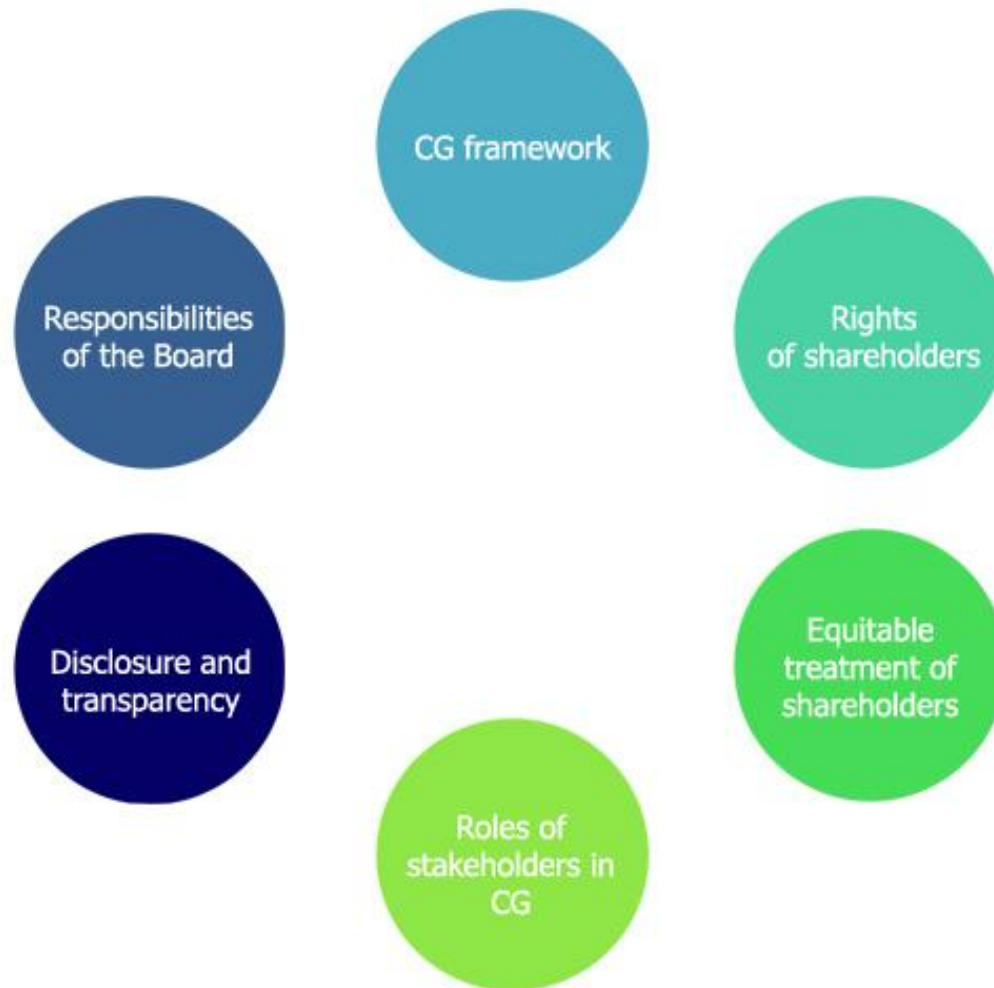 CG framework
Rights
of shareholders
Equitable
treatment of
shareholders
Roles of
stakeholders in
CG
Disclosure and
transparency
Responsibilities
of the Board